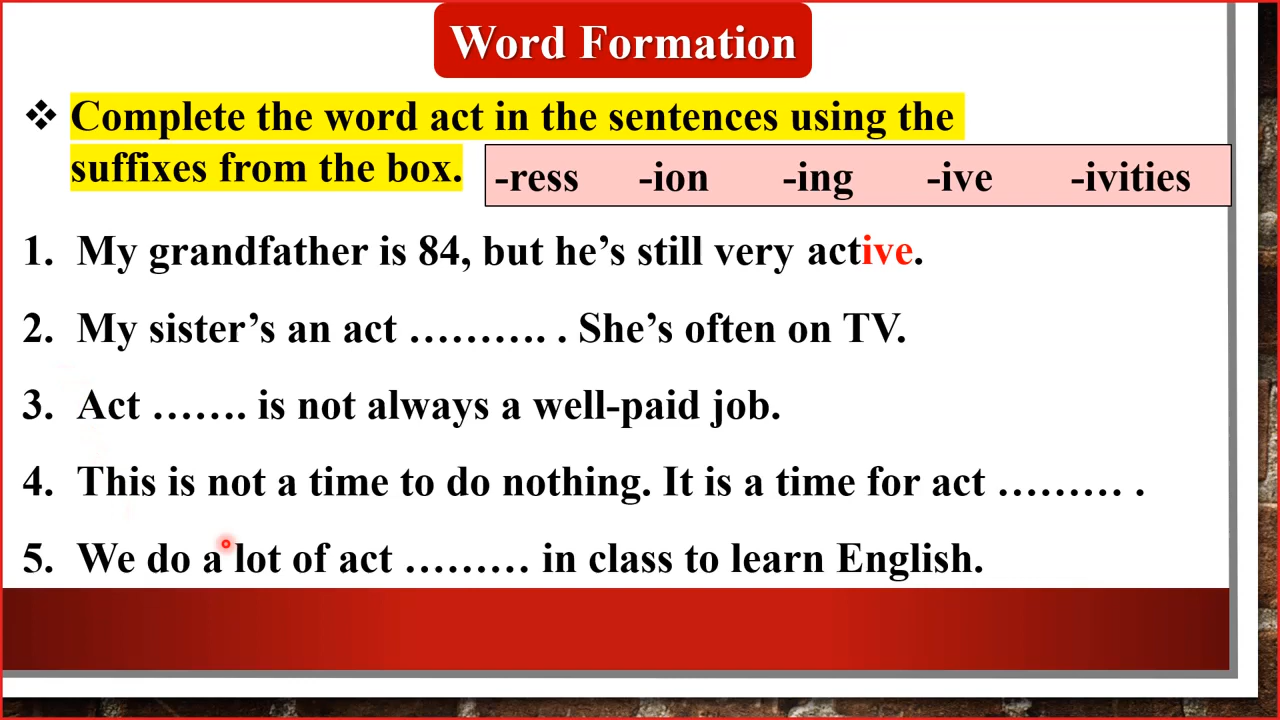 Word Formation
❖ Complete the word act in the sentences using the
suffixes from the box.
-ress -ion -ing -ive -ivities
1. My grandfather is 84, but he’s still very active.
2. My sister’s an act ………. . She’s often on TV.
3. Act ……. is not always a well-paid job.
4. This is not a time to do nothing. It is a time for act ……… .
5. We do a lot of act ……… in class to learn English.